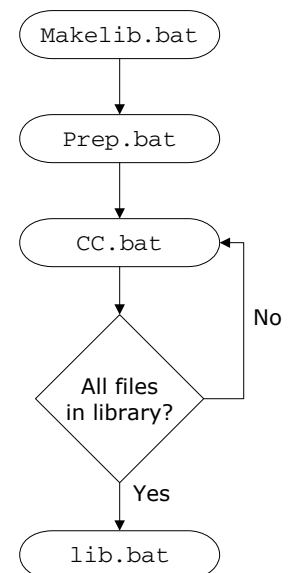 Makelib.bat
Prep.bat
CC.bat
No
All files
in library?
Yes
lib.bat